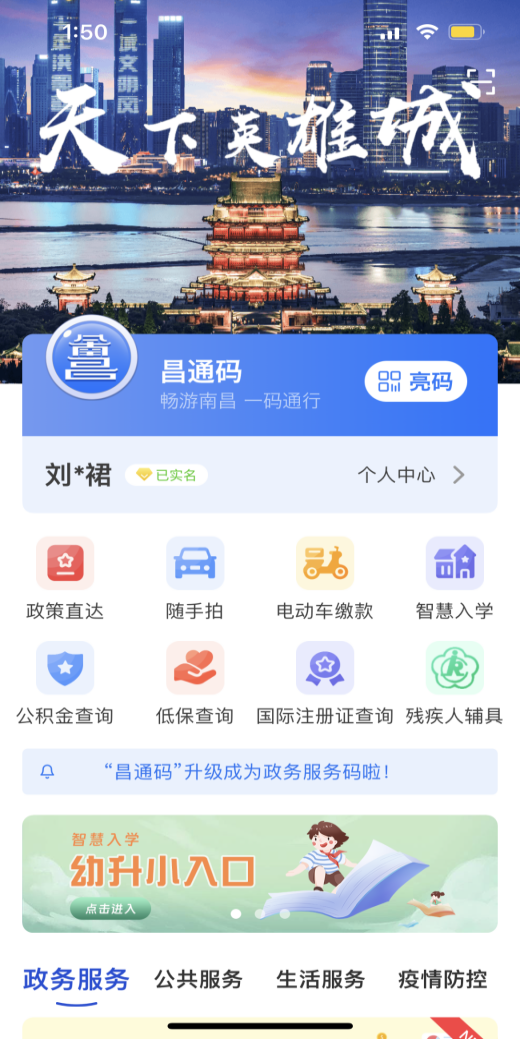 1:50
一城文明风
天下英雄城
昌通码
畅游南昌 一码通行
亮码
刘*裙
已实名
个人中心
政策直达
随手拍
电动车缴款
智慧入学
公积金查询
低保查询
国际注册证查询
残疾人辅具
“昌通码”升级成为政务服务码啦！
智慧入学
幼升小入口
点击进入
政务服务
公共服务
生活服务
疫情防控